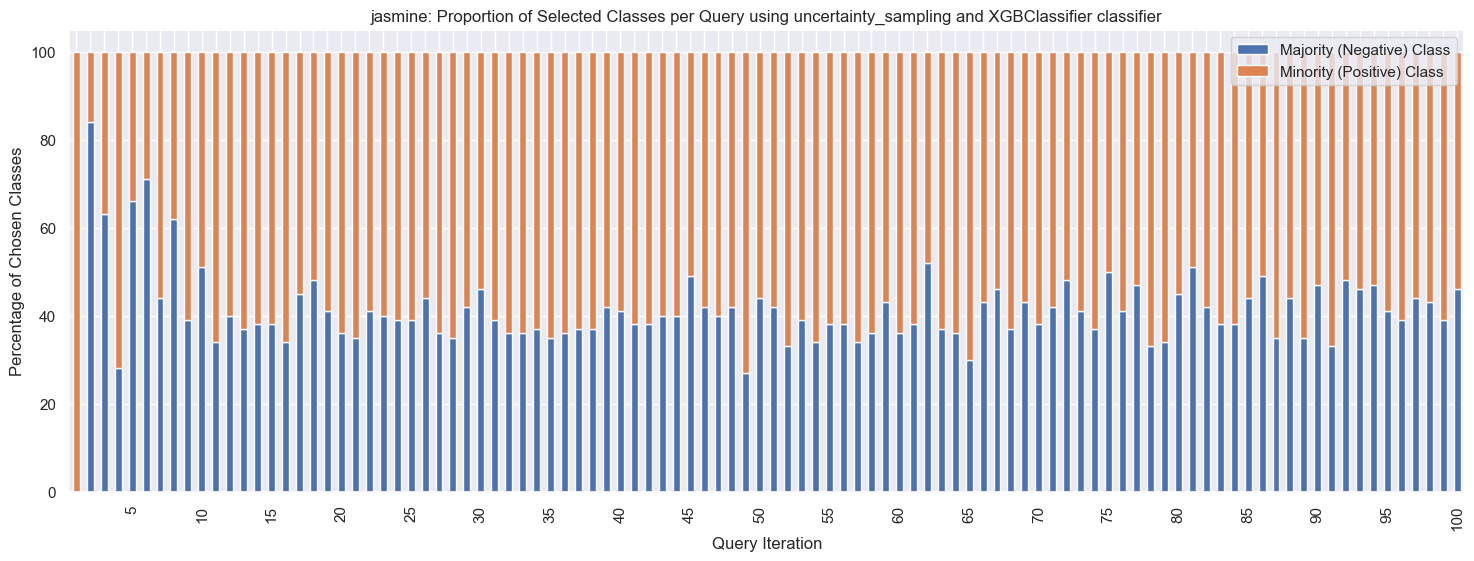 jasmine: Proportion of Selected Classes per Query using uncertainty_sampling and XGBClassifier classifier
Majority (Negative) Class
Minority (Positive) Class
Percentage of Chosen Classes
100
80
60
40
20
0
5 10 15 20 25 30 35 40 45 50 55 60 65 70 75 80 85 90 95 100
Query Iteration